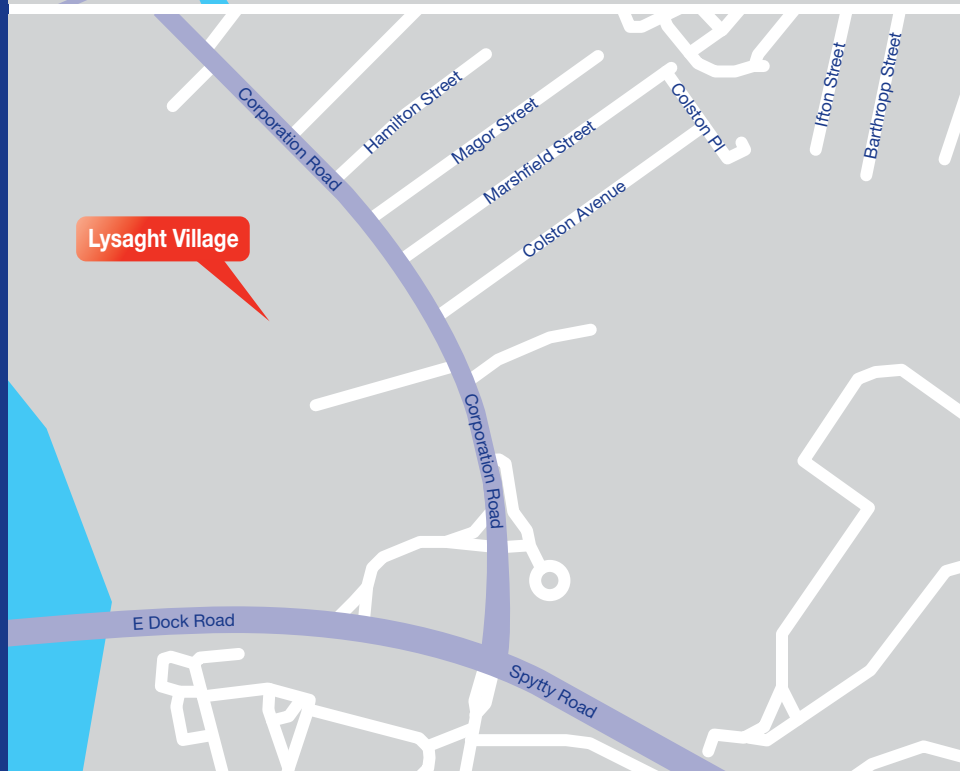 Corporation Road
Hamilton Street
Magor Street
Marshfield Street
Colston Pl
Ifton Street
Barthropp Street
Colston Avenue
Lysaght Village
Corporation Road
E Dock Road
Spytty Road